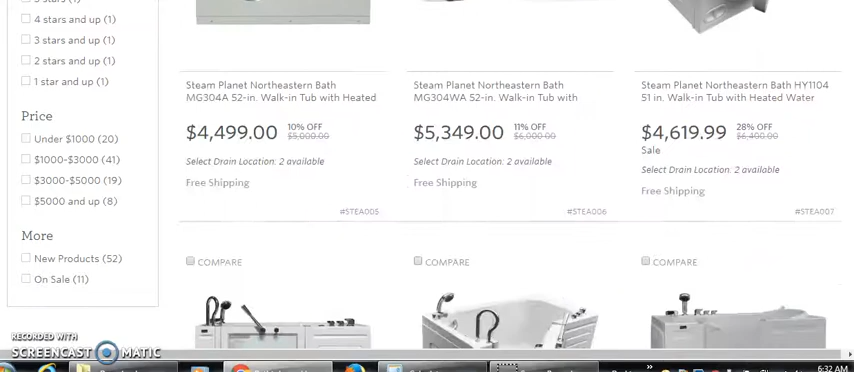 4 stars and up (1)
3 stars and up (1)
2 stars and up (1)
1 star and up (1)
Price
Under $1000 (20)
$1000-$3000 (41)
$3000-$5000 (19)
$5000 and up (8)
More
New Products (52)
On Sale (11)
Steam Planet Northeastern Bath
MG304A 52-in. Walk-in Tub with Heated
$4,499.00
10% OFF
$5,000.00
Select Drain Location: 2 available
Free Shipping
#STEA005
Steam Planet Northeastern Bath
MG304WA 52-in. Walk-in Tub with
$5,349.00
11% OFF
$6,000.00
Select Drain Location: 2 available
Free Shipping
#STEA006
Steam Planet Northeastern Bath HY1104
51 in. Walk-in Tub with Heated Water
$4,619.99
28% OFF
$6,400.00
Sale
Select Drain Location: 2 available
Free Shipping
#STEA007
COMPARE
COMPARE
COMPARE
RECORDED WITH
SCREENCAST MATIC
6:32 AM